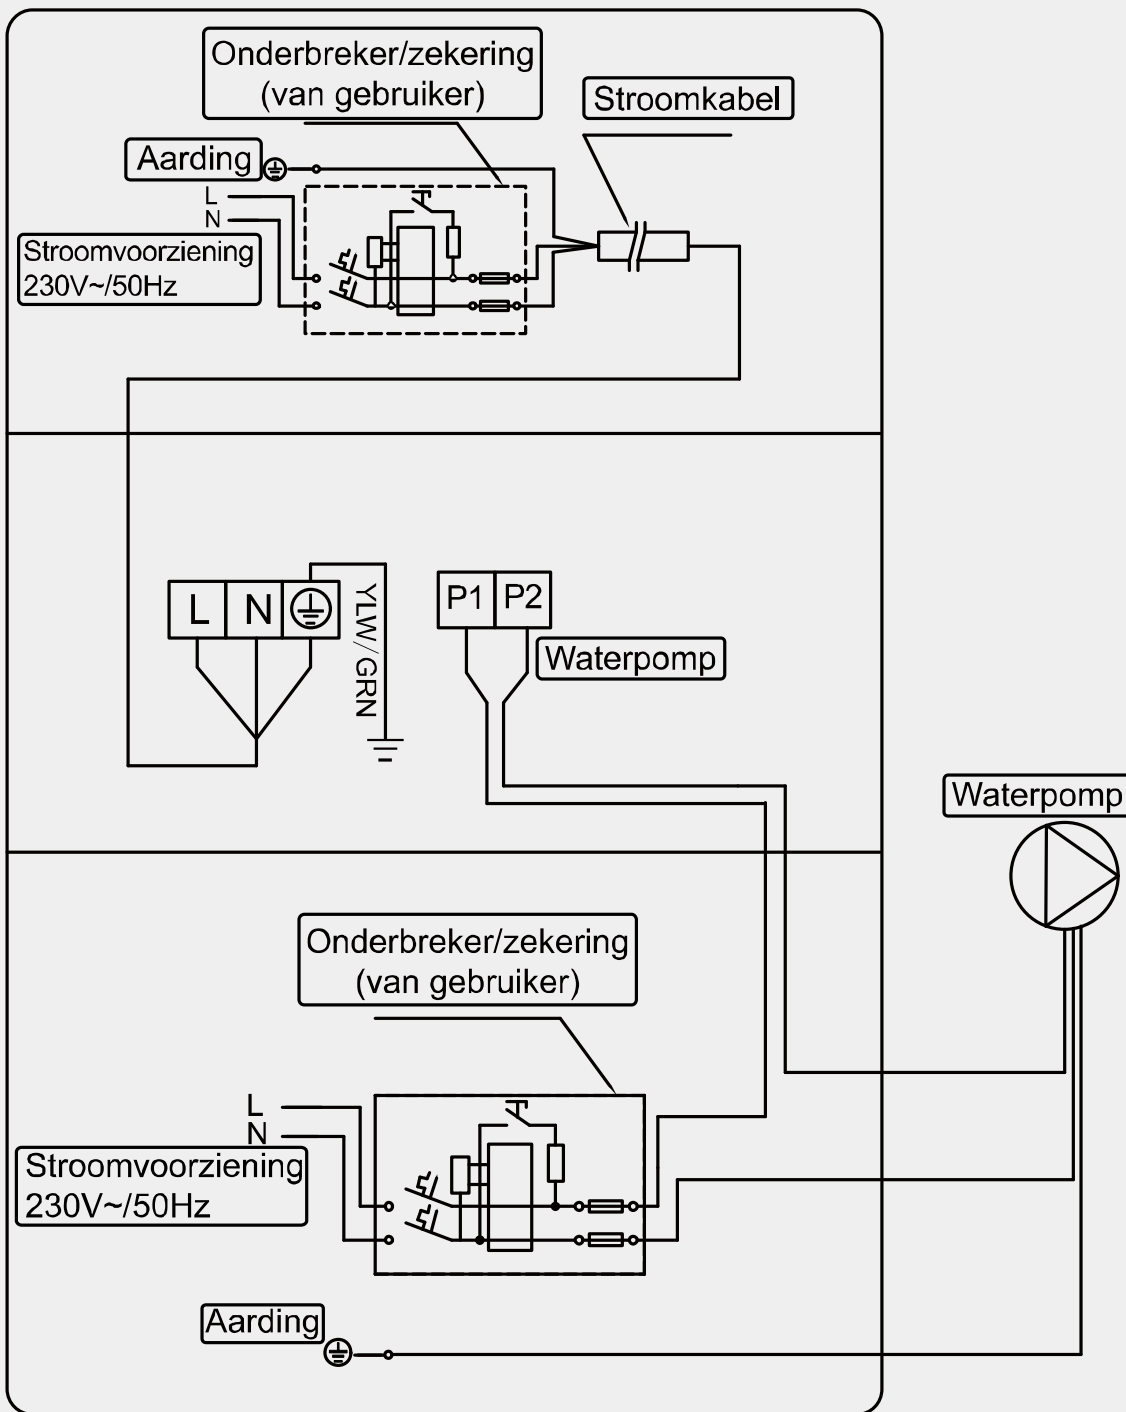 Onderbreker/zekering
(van gebruiker)
Stroomkabel
Aarding
L
N
Stroomvoorziening
230V~/50Hz
L N
YLW/GRN
P1 P2
Waterpomp
Waterpomp
Onderbreker/zekering
(van gebruiker)
L
N
Stroomvoorziening
230V~/50Hz
Aarding